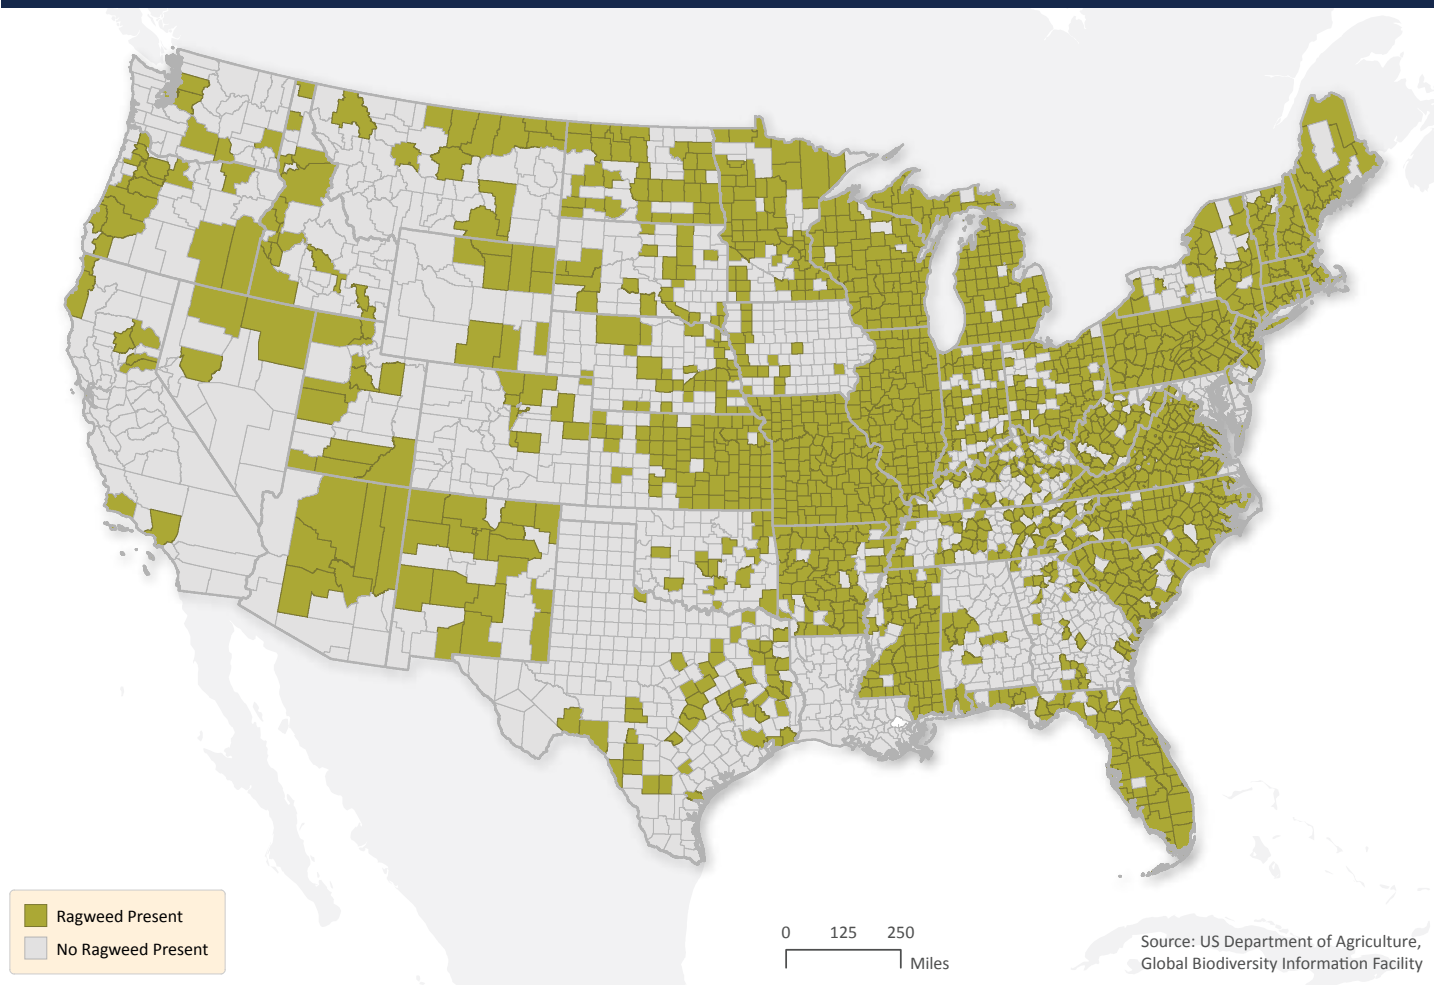 Ragweed Present
No Ragweed Present
0 125 250
Miles
Source: US Department of Agriculture,
Global Biodiversity Information Facility